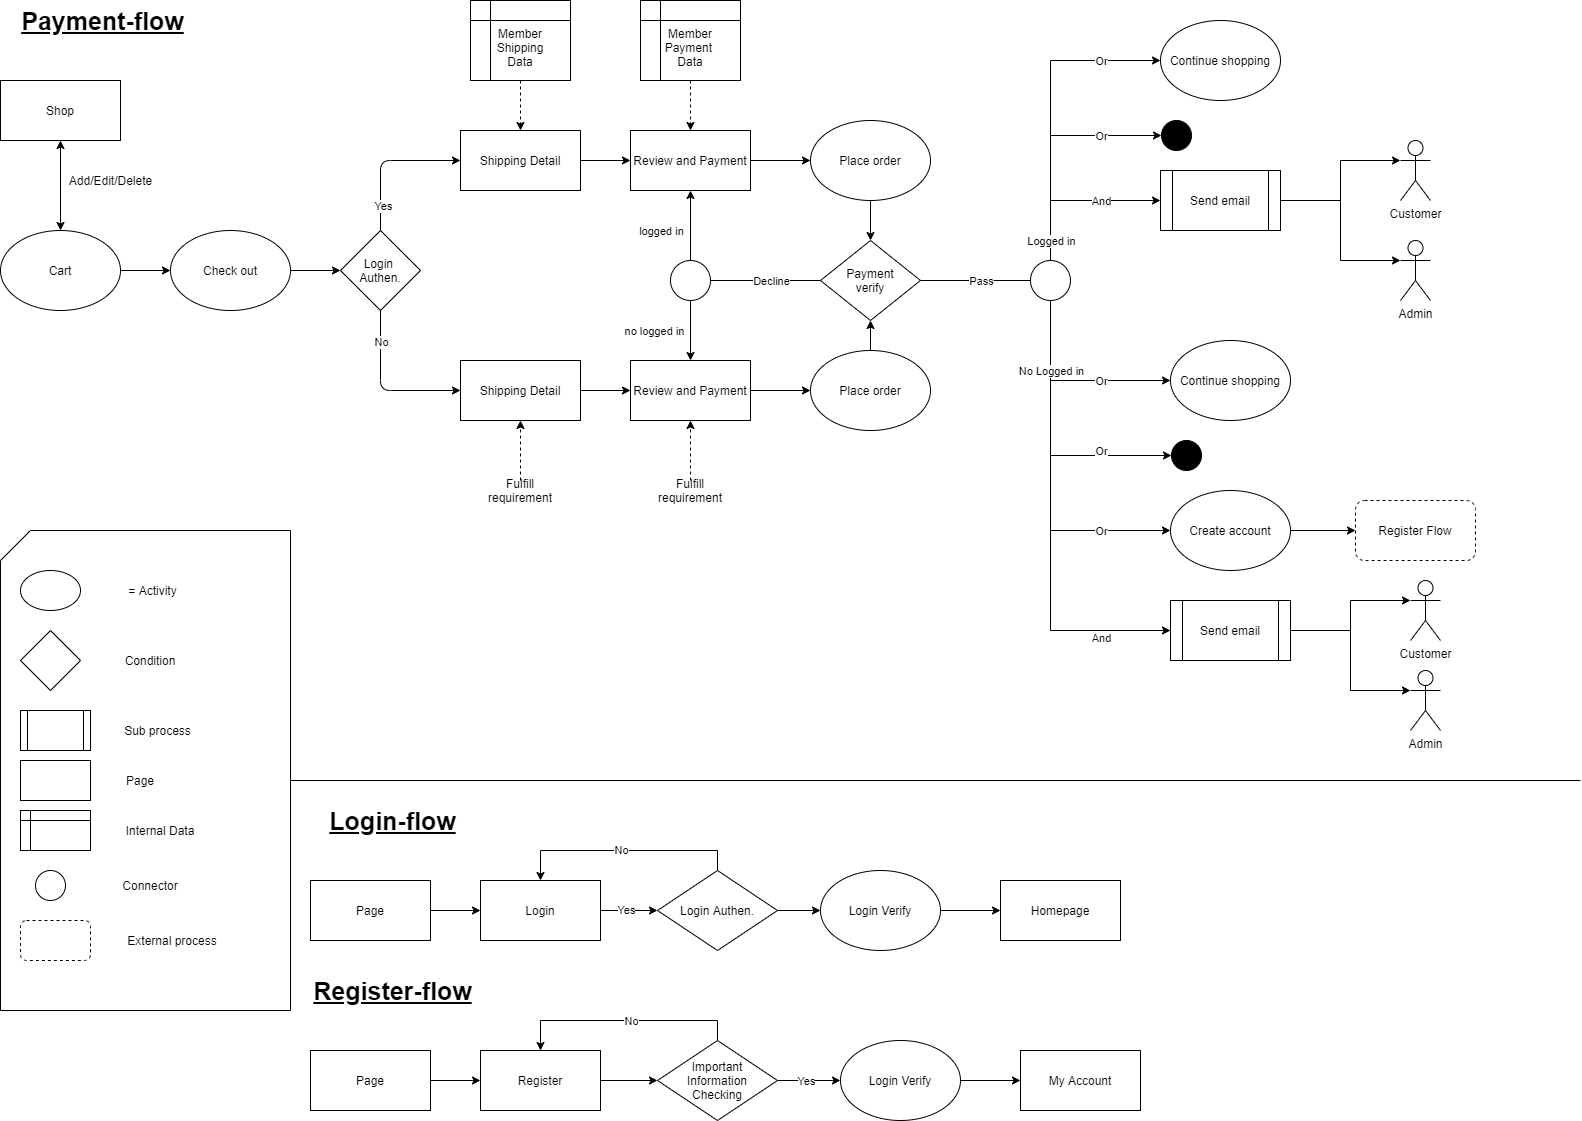 Payment-flow
Shop
Add/Edit/Delete
Cart
Check out
Login
Authen.
Yes
No
Member
Shipping
Data
Member
Payment
Data
Shipping Detail
Review and Payment
Place order
logged in
no logged in
Decline
Payment
verify
Pass
Shipping Detail
Review and Payment
Place order
Fulfill
requirement
Fulfill
requirement
Logged in
Or
Continue shopping
Or
And
Send email
Customer
Admin
No Logged in
Or
Continue shopping
Or
Or
Create account
Register Flow
And
Send email
Customer
Admin
= Activity
Condition
Sub process
Page
Internal Data
Connector
External process
Login-flow
No
Page
Login
Yes
Login Authen.
Login Verify
Homepage
Register-flow
No
Page
Register
Important
Information
Checking
Yes
Login Verify
My Account